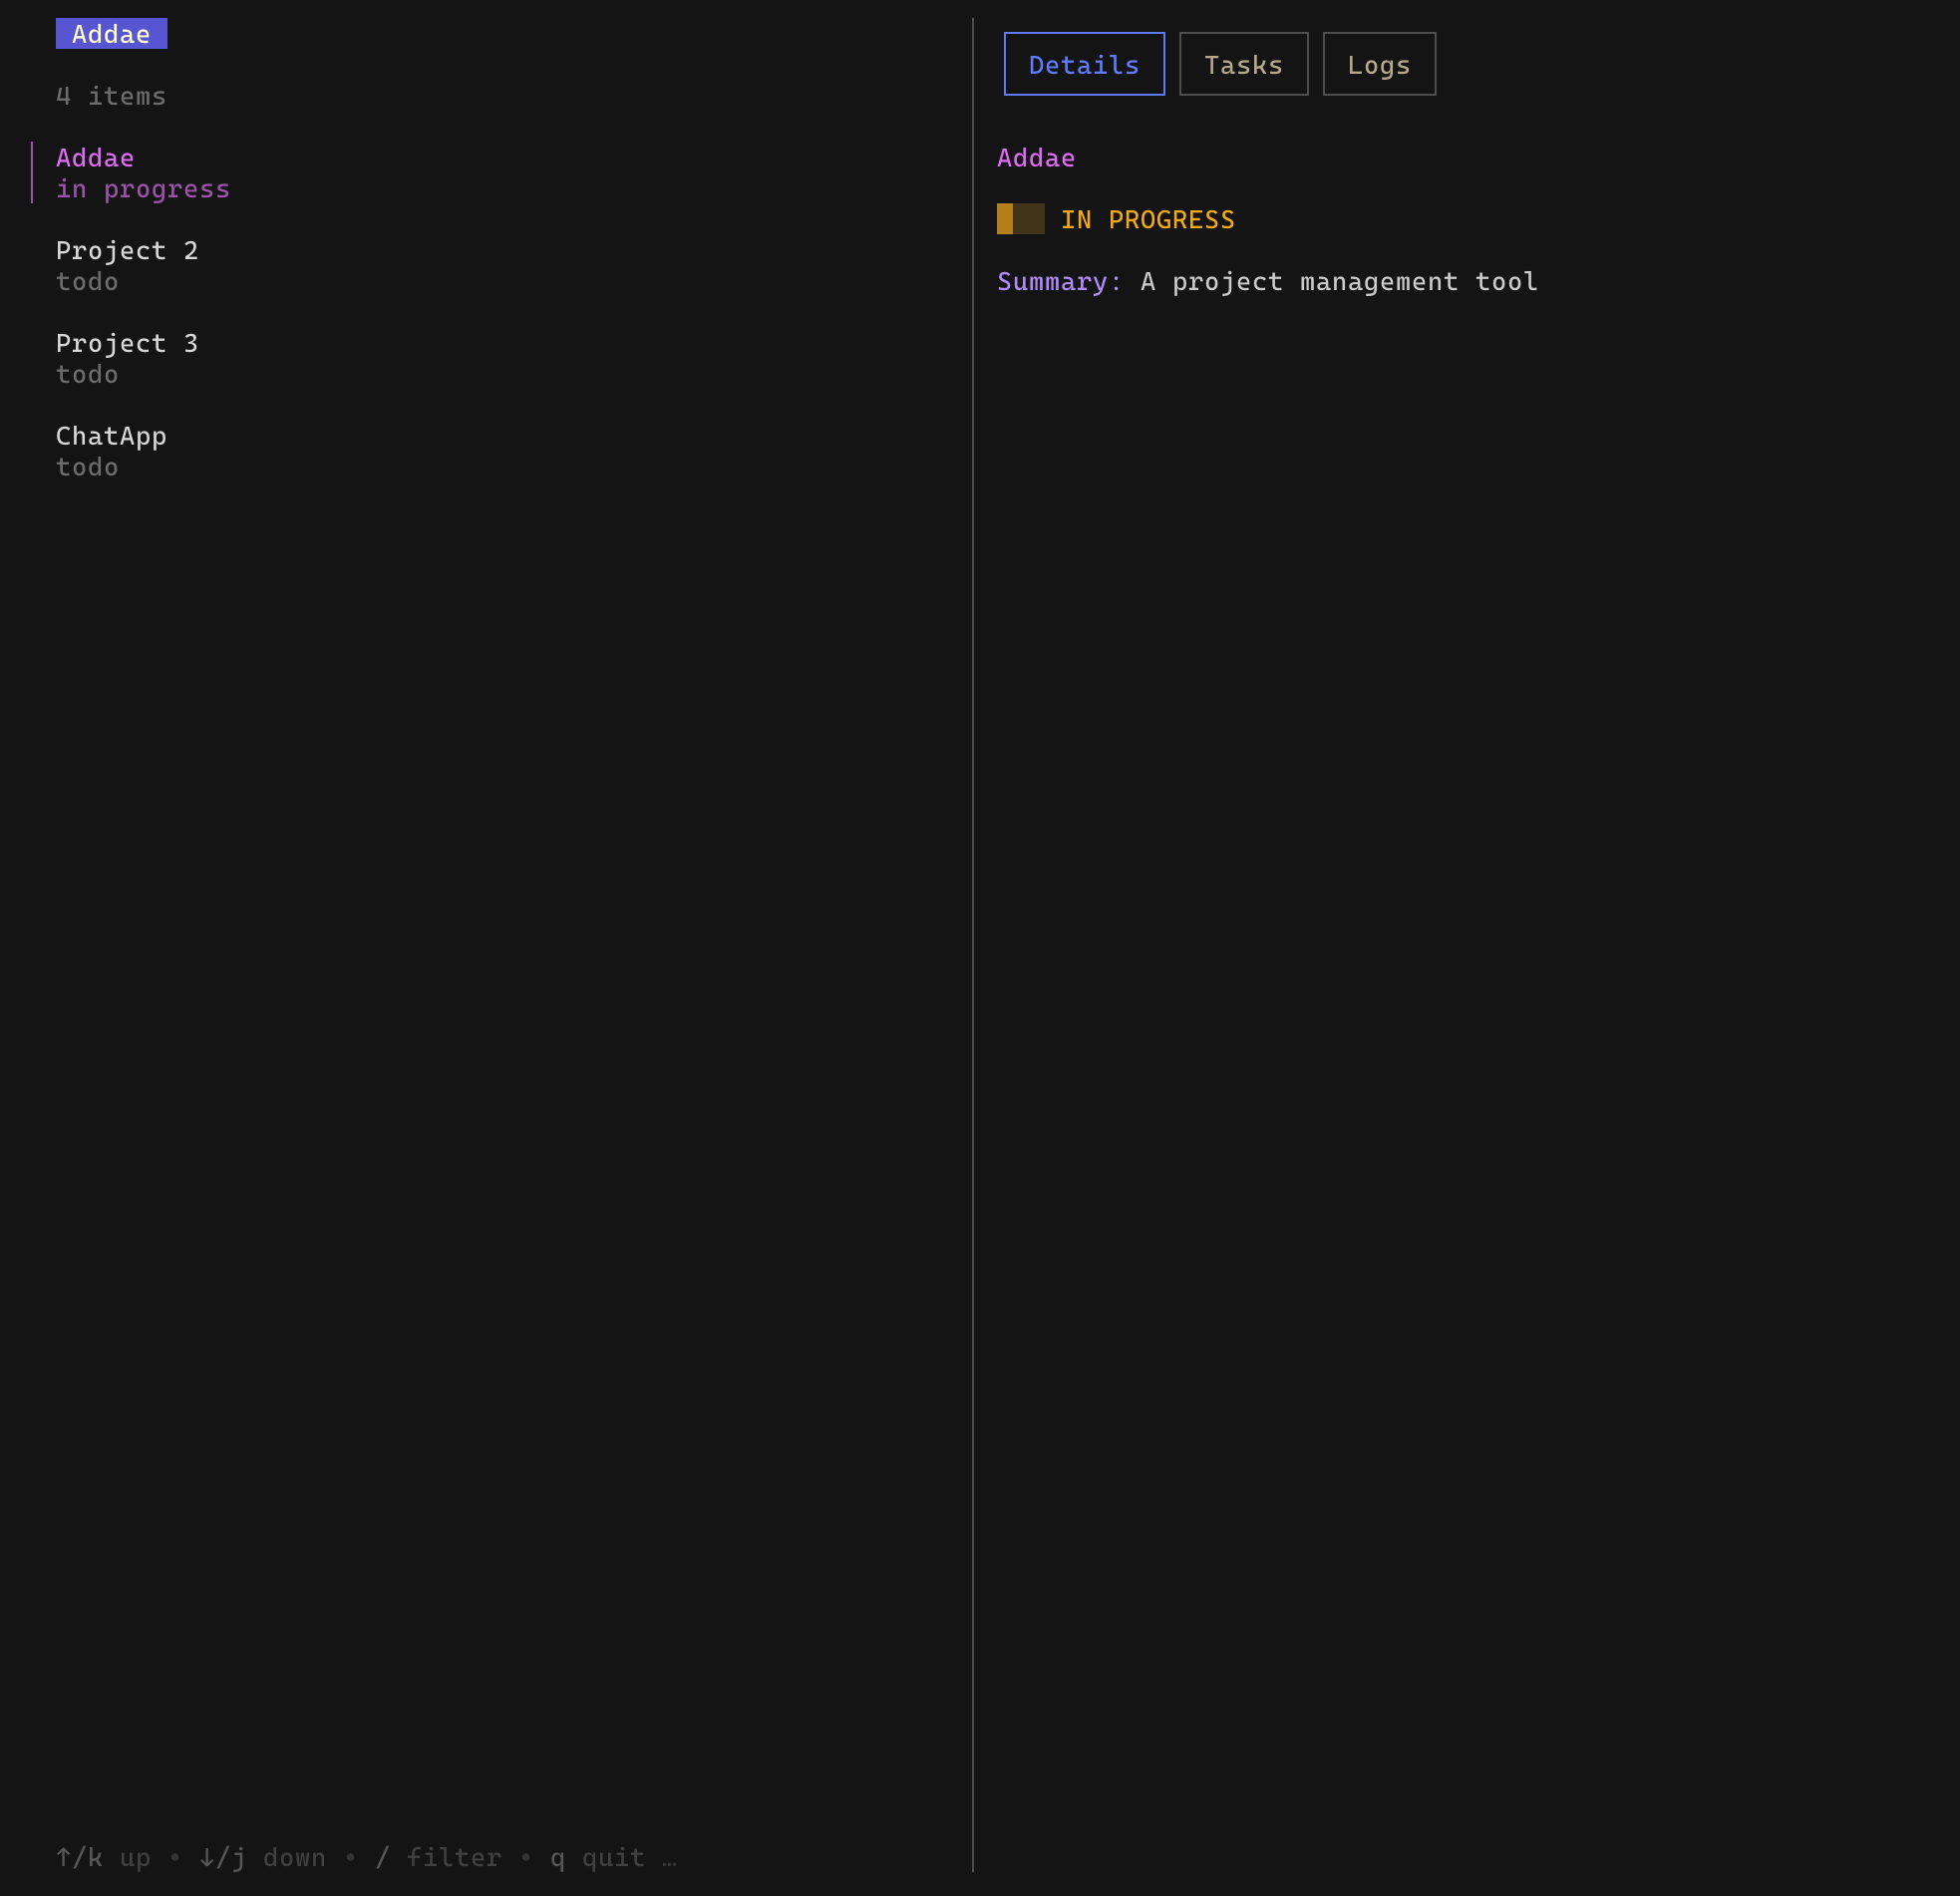 Addae
4 items
Addae
in progress
Project 2
todo
Project 3
todo
ChatApp
todo
↑/k up • ↓/j down • / filter • q quit …
Details Tasks Logs
Addae
IN PROGRESS
Summary: A project management tool